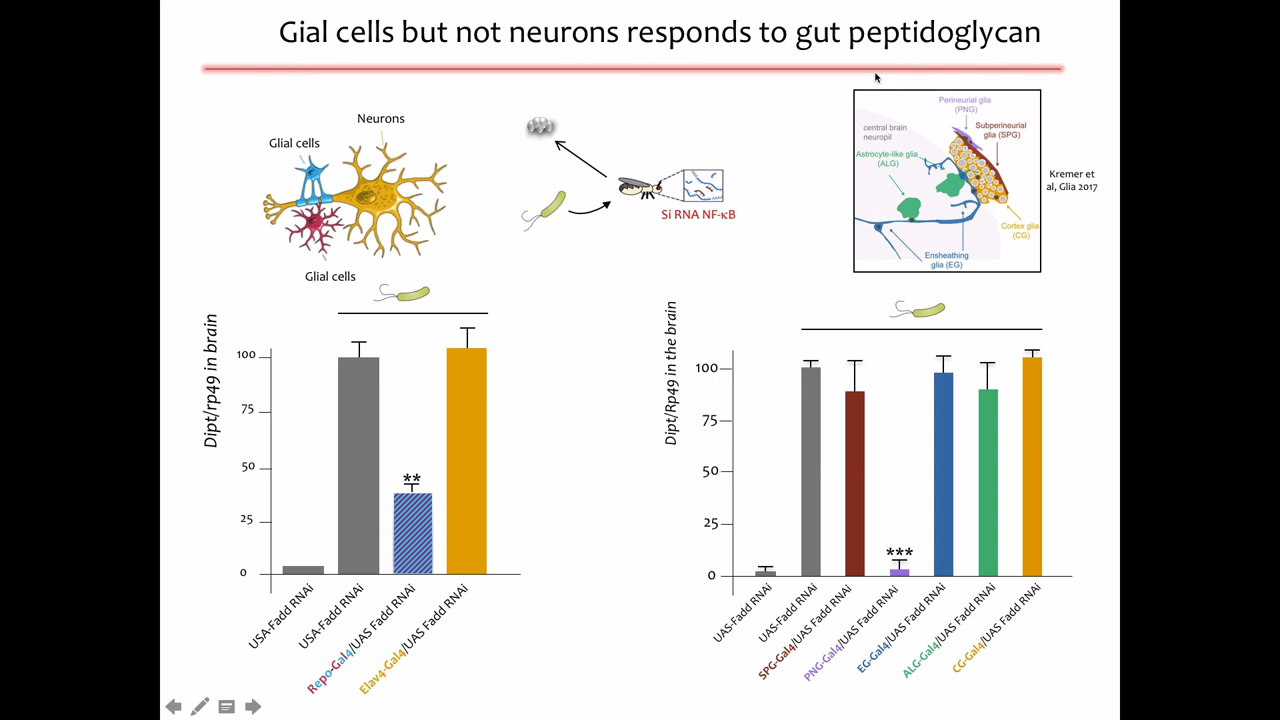 Gial cells but not neurons responds to gut peptidoglycan
Neurons
Glial cells
Glial cells
Si RNA NF-κB
Perineurial glia
(PNG)
central brain
neuropil
Subperineurial
glia (SPG)
Astrocyte-like glia
(ALG)
Cortex glia
(CG)
Ensheathing
glia (EG)
Kremer et
al, Glia 2017
Dipt/rp49 in brain
100
75
50
25
0
**
USA-Fadd RNAi
USA-Fadd RNAi
Repo-Gal4/UAS Fadd RNAi
Elav4-Gal4/UAS Fadd RNAi
Dipt/Rp49 in the brain
100
75
50
25
0
***
UAS-Fadd RNAi
UAS-Fadd RNAi
SPG-Gal4/UAS Fadd RNAi
PNG-Gal4/UAS Fadd RNAi
EG-Gal4/UAS Fadd RNAi
ALG-Gal4/UAS Fadd RNAi
CG-Gal4/UAS Fadd RNAi